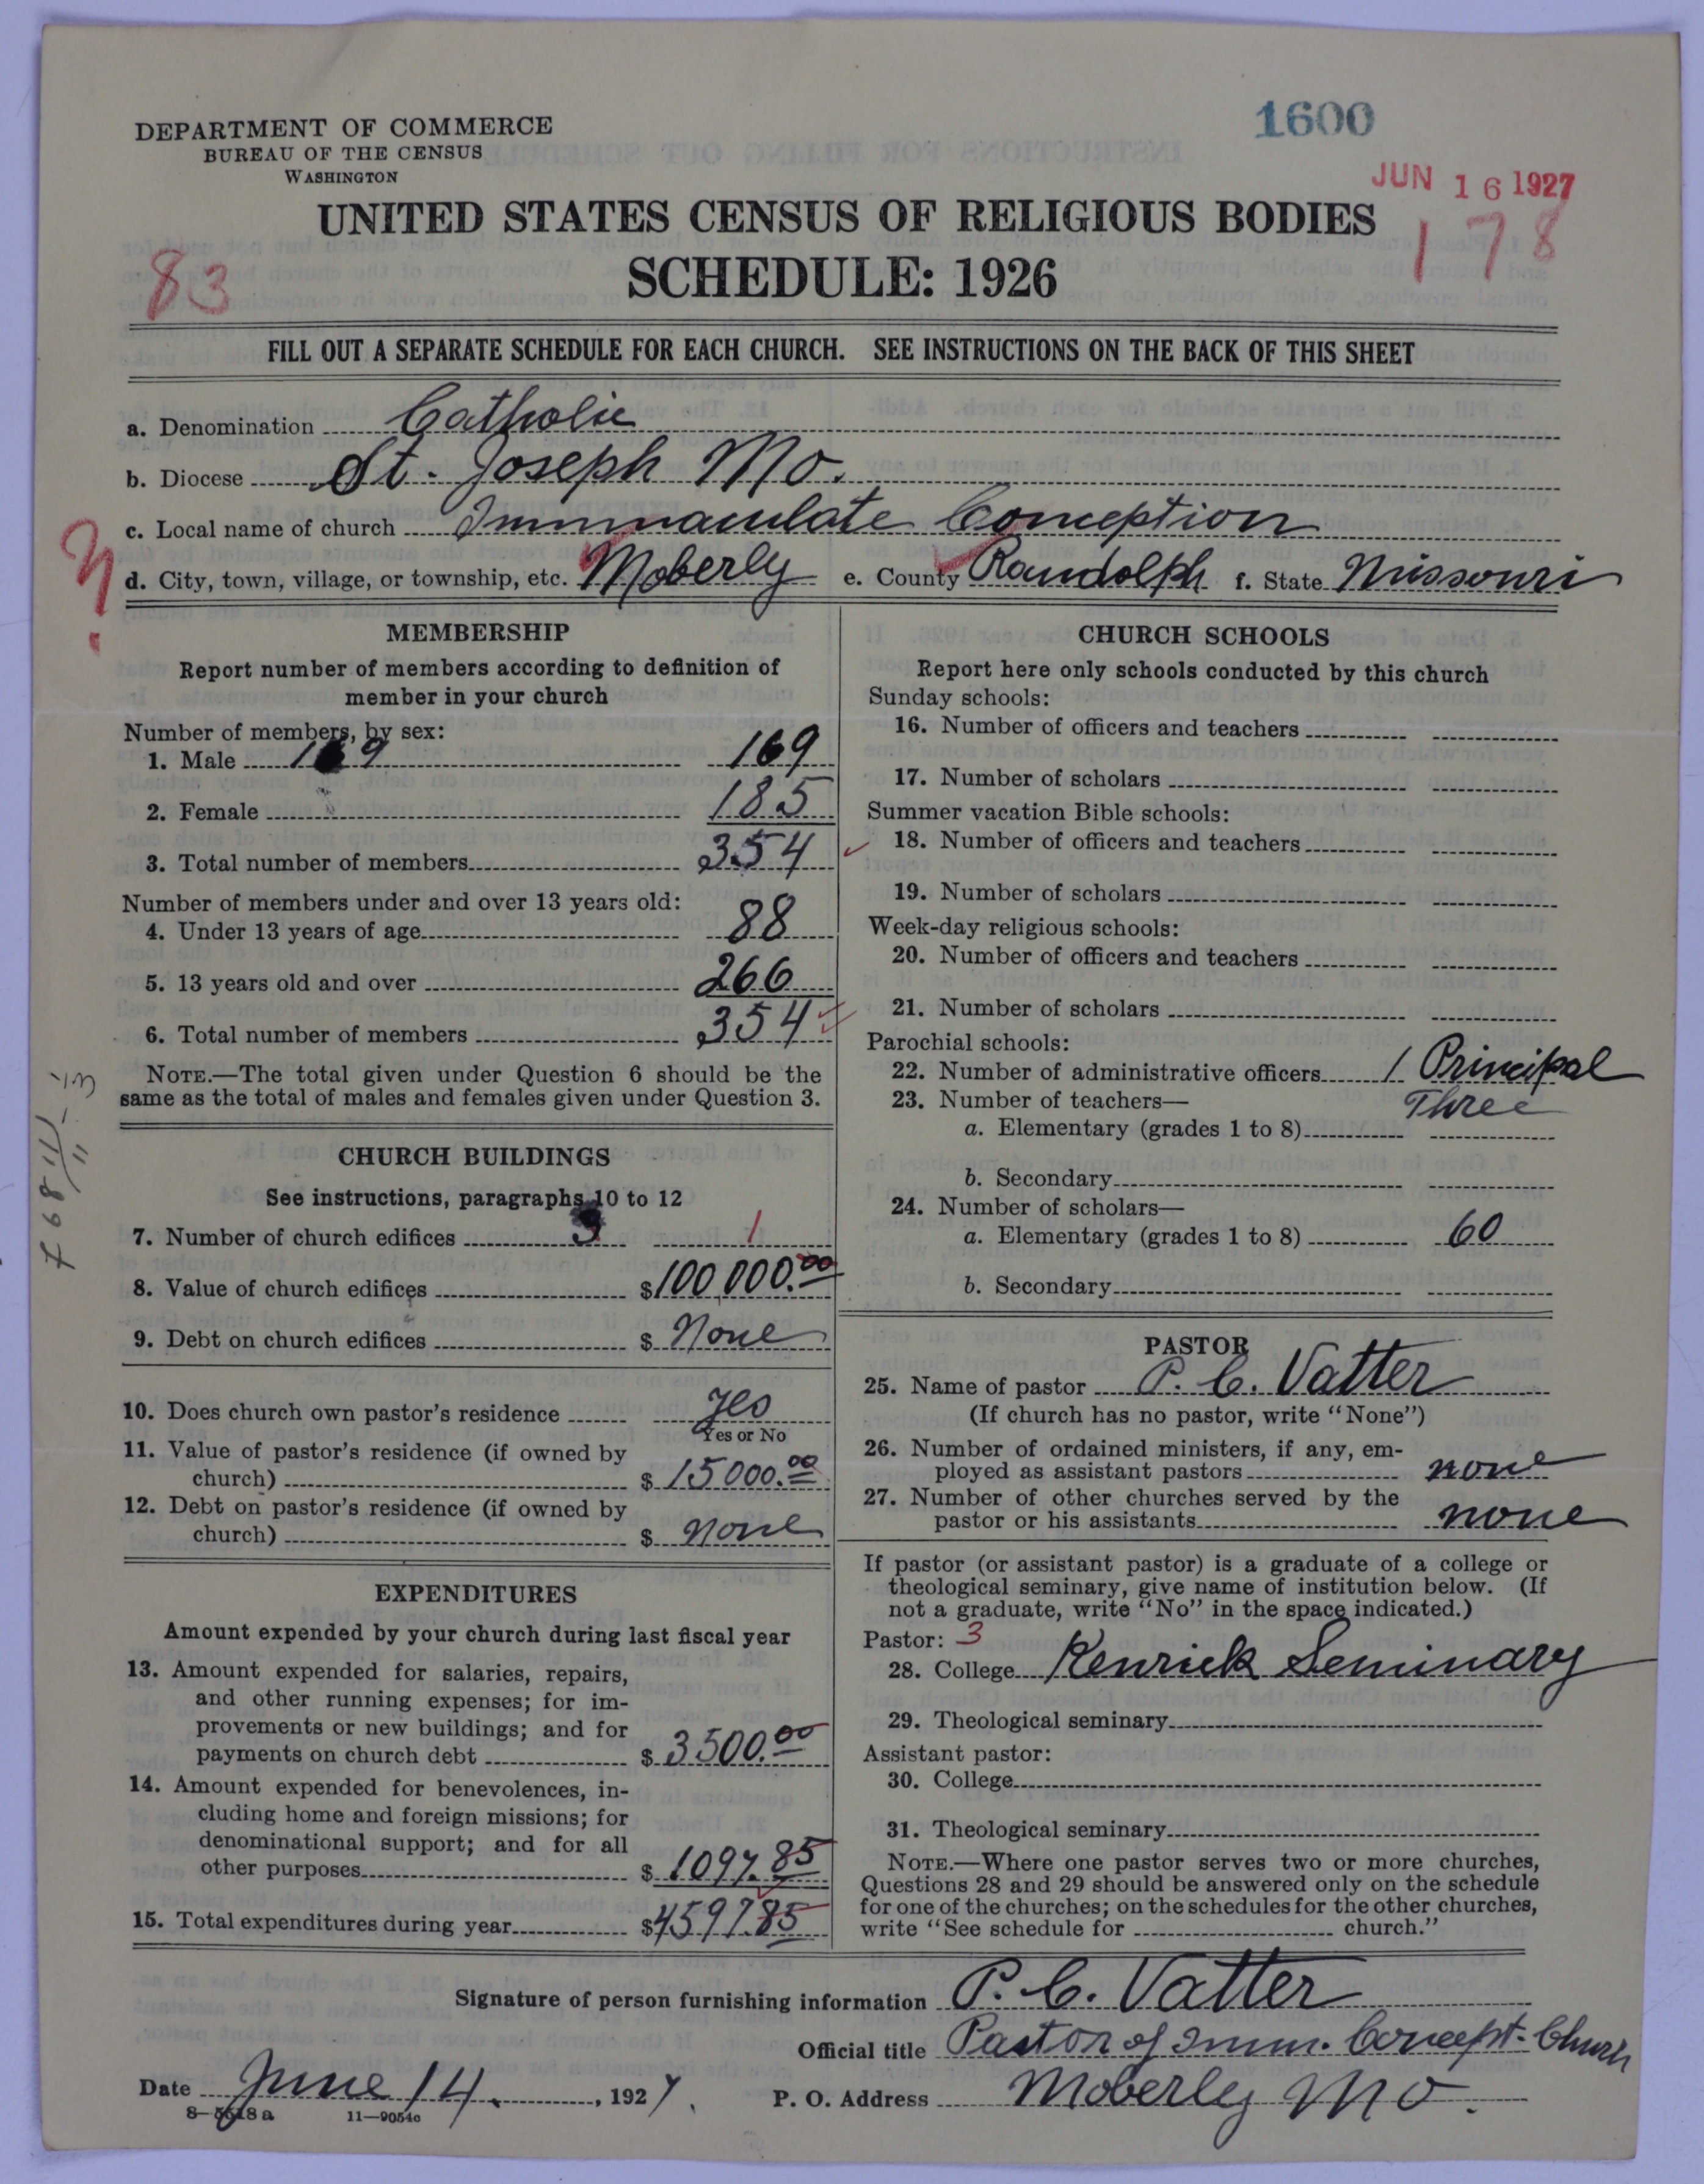 1600
DEPARTMENT OF COMMERCE
BUREAU OF THE CENSUS
WASHINGTON
JUN 16 1927
178
UNITED STATES CENSUS OF RELIGIOUS BODIES
SCHEDULE: 1926
83
FILL OUT A SEPARATE SCHEDULE FOR EACH CHURCH. SEE INSTRUCTIONS ON THE BACK OF THIS SHEET
a. Denomination Catholic
b. Diocese St. Joseph Mo.
c. Local name of church Immaculate Conception
?
d. City, town, village, or township, etc. Moberly e. County Randolph f. State Missouri
MEMBERSHIP
Report number of members according to definition of
member in your church
Number of members, by sex:
1. Male 169 169
2. Female 185
3. Total number of members 354
Number of members under and over 13 years old:
4. Under 13 years of age 88
5. 13 years old and over 266
6. Total number of members 354
NOTE.—The total given under Question 6 should be the
same as the total of males and females given under Question 3.
CHURCH BUILDINGS
See instructions, paragraphs 10 to 12
7. Number of church edifices 3 1
8. Value of church edifices $100,000.00
9. Debt on church edifices $ None
10. Does church own pastor's residence Yes
Yes or No
11. Value of pastor's residence (if owned by
church) $ 15000.00
12. Debt on pastor's residence (if owned by
church) $ none
EXPENDITURES
Amount expended by your church during last fiscal year
13. Amount expended for salaries, repairs,
and other running expenses; for im-
provements or new buildings; and for
payments on church debt $ 3500.00
14. Amount expended for benevolences, in-
cluding home and foreign missions; for
denominational support; and for all
other purposes $ 1097.85
15. Total expenditures during year $4597.85
CHURCH SCHOOLS
Report here only schools conducted by this church
Sunday schools:
16. Number of officers and teachers
17. Number of scholars
Summer vacation Bible schools:
18. Number of officers and teachers
19. Number of scholars
Week-day religious schools:
20. Number of officers and teachers
21. Number of scholars
Parochial schools:
22. Number of administrative officers 1 Principal
23. Number of teachers— Three
a. Elementary (grades 1 to 8)
b. Secondary
24. Number of scholars—
a. Elementary (grades 1 to 8) 60
b. Secondary
PASTOR
25. Name of pastor P. C. Vatter
(If church has no pastor, write "None")
26. Number of ordained ministers, if any, em-
ployed as assistant pastors none
27. Number of other churches served by the
pastor or his assistants none
If pastor (or assistant pastor) is a graduate of a college or
theological seminary, give name of institution below. (If
not a graduate, write "No" in the space indicated.)
Pastor: 3
28. College Kenrick Seminary
29. Theological seminary
Assistant pastor:
30. College
31. Theological seminary
NOTE.—Where one pastor serves two or more churches,
Questions 28 and 29 should be answered only on the schedule
for one of the churches; on the schedules for the other churches,
write "See schedule for church."
Signature of person furnishing information P. C. Vatter
Official title Pastor of Imm. Concept. Church
Date June 14, 1927. P. O. Address Moberly Mo.
8—5518a 11—9054c